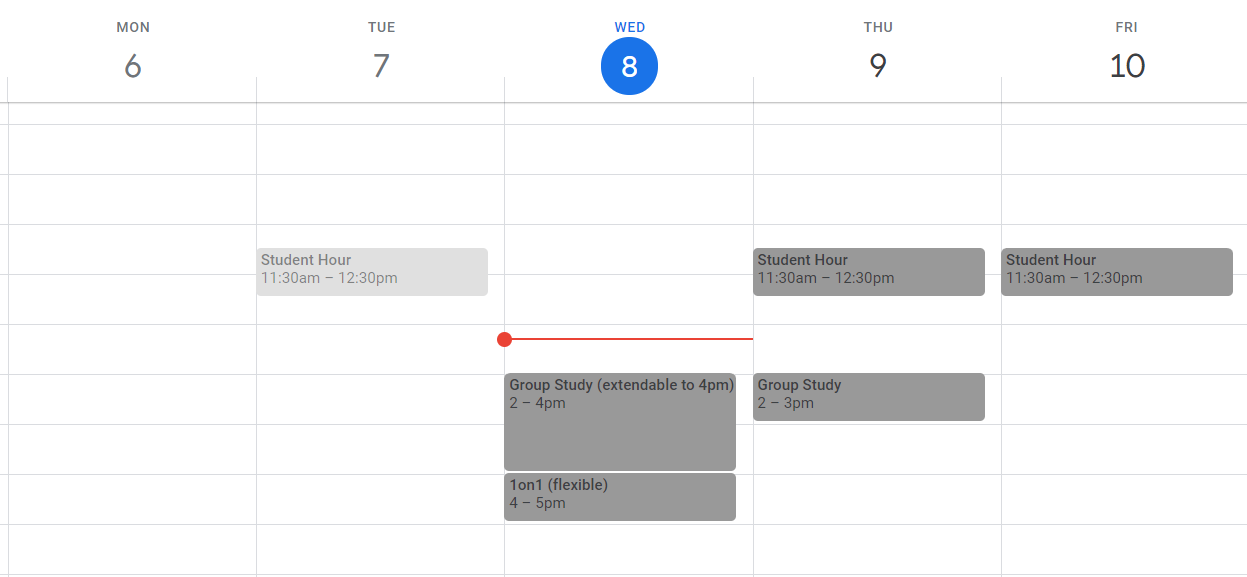 MON
6
TUE
7
WED
8
THU
9
FRI
10
Student Hour
11:30am – 12:30pm
Student Hour
11:30am – 12:30pm
Student Hour
11:30am – 12:30pm
Group Study (extendable to 4pm)
2 – 4pm
Group Study
2 – 3pm
1on1 (flexible)
4 – 5pm